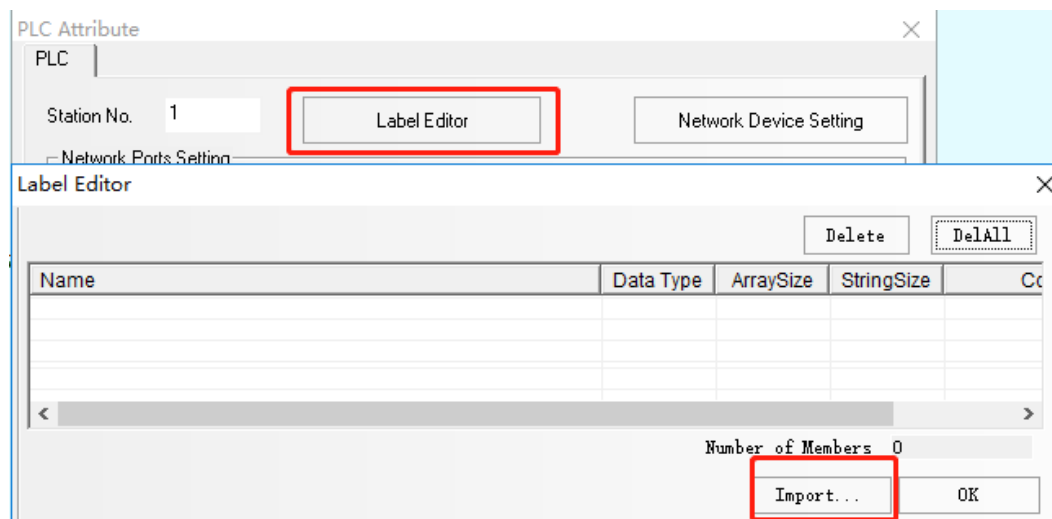 PLC Attribute
PLC
Station No. 1 Label Editor Network Device Setting
Network Ports Setting
Label Editor
Delete DelAll
Name Data Type ArraySize StringSize
Number of Members 0
Import... OK